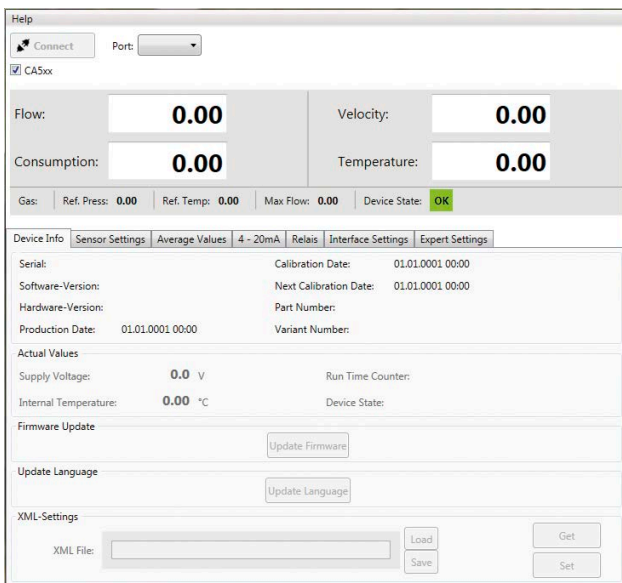 Help
Connect Port:
CA5xx
Flow: 0.00 Velocity: 0.00
Consumption: 0.00 Temperature: 0.00
Gas: Ref. Press: 0.00 Ref. Temp: 0.00 Max Flow: 0.00 Device State: OK
Device Info Sensor Settings Average Values 4 - 20mA Relais Interface Settings Expert Settings
Serial: Calibration Date: 01.01.0001 00:00
Software-Version: Next Calibration Date: 01.01.0001 00:00
Hardware-Version: Part Number:
Production Date: 01.01.0001 00:00 Variant Number:
Actual Values
Supply Voltage: 0.0 V Run Time Counter:
Internal Temperature: 0.00 °C Device State:
Firmware Update
Update Firmware
Update Language
Update Language
XML-Settings
XML File: Load Get
Save Set